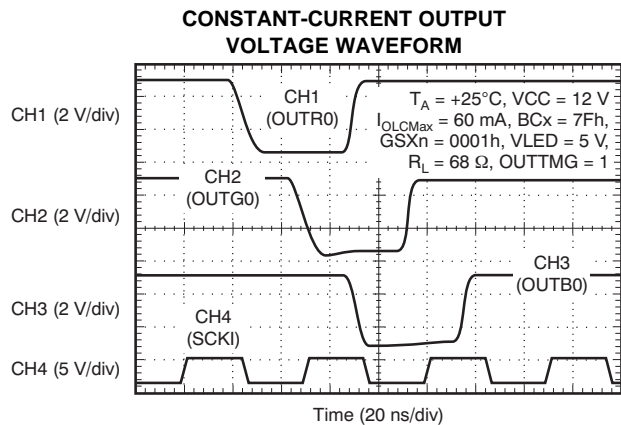 CONSTANT-CURRENT OUTPUT
VOLTAGE WAVEFORM
CH1 (2 V/div)
CH1
(OUTR0)
T_A = +25°C, VCC = 12 V
I_OLCMax = 60 mA, BCx = 7Fh,
GSXn = 0001h, VLED = 5 V,
R_L = 68 Ω, OUTTMG = 1
CH2 (2 V/div)
CH2
(OUTG0)
CH3 (2 V/div)
CH3
(OUTB0)
CH4
(SCKI)
CH4 (5 V/div)
Time (20 ns/div)